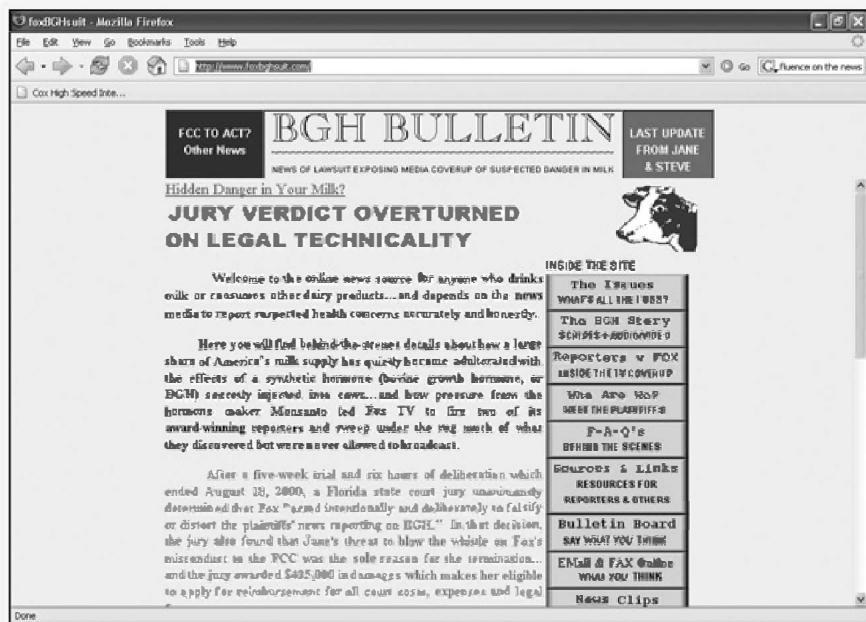 foxBGHsuit - Mozilla Firefox
File Edit View Go Bookmarks Tools Help
http://www.foxbghsuit.com/
Go
fluence on the news
Cox High Speed Inte...
FCC TO ACT?
Other News
BGH BULLETIN
NEWS OF LAWSUIT EXPOSING MEDIA COVERUP OF SUSPECTED DANGER IN MILK
LAST UPDATE
FROM JANE
& STEVE
Hidden Danger in Your Milk?
JURY VERDICT OVERTURNED
ON LEGAL TECHNICALITY
Welcome to the online news source for anyone who drinks
milk or consumes other dairy products...and depends on the news
media to report suspected health concerns accurately and honestly.
Here you will find behind-the-scenes details about how a large
share of America's milk supply has quietly become adulterated with
the effects of a synthetic hormone (bovine growth hormone, or
BGH) secretly injected into cows...and how pressure from the
hormone maker Monsanto led Fox TV to fire two of its
award-winning reporters and sweep under the rug much of what
they discovered but were never allowed to broadcast.
After a five-week trial and six hours of deliberation which
ended August 18, 2000, a Florida state court jury unanimously
determined that Fox "acted intentionally and deliberately to falsify
or distort the plaintiffs' news reporting on BGH." In that decision,
the jury also found that Jane's threat to blow the whistle on Fox's
misconduct to the FCC was the sole reason for the termination...
and the jury awarded $425,000 in damages which makes her eligible
to apply for reimbursement for all court costs, expenses and legal
INSIDE THE SITE
The Issues
WHAT'S ALL THE FUSS?
The BGH Story
SCRIPTS + AUDIO/VIDEO
Reporters v FOX
INSIDE THE TV COVERUP
Who Are We?
MEET THE PLAINTIFFS
F-A-Q's
BEHIND THE SCENES
Sources & Links
RESOURCES FOR
REPORTERS & OTHERS
Bulletin Board
SAY WHAT YOU THINK
EMail & FAX Online
WHAT YOU THINK
News Clips
Done